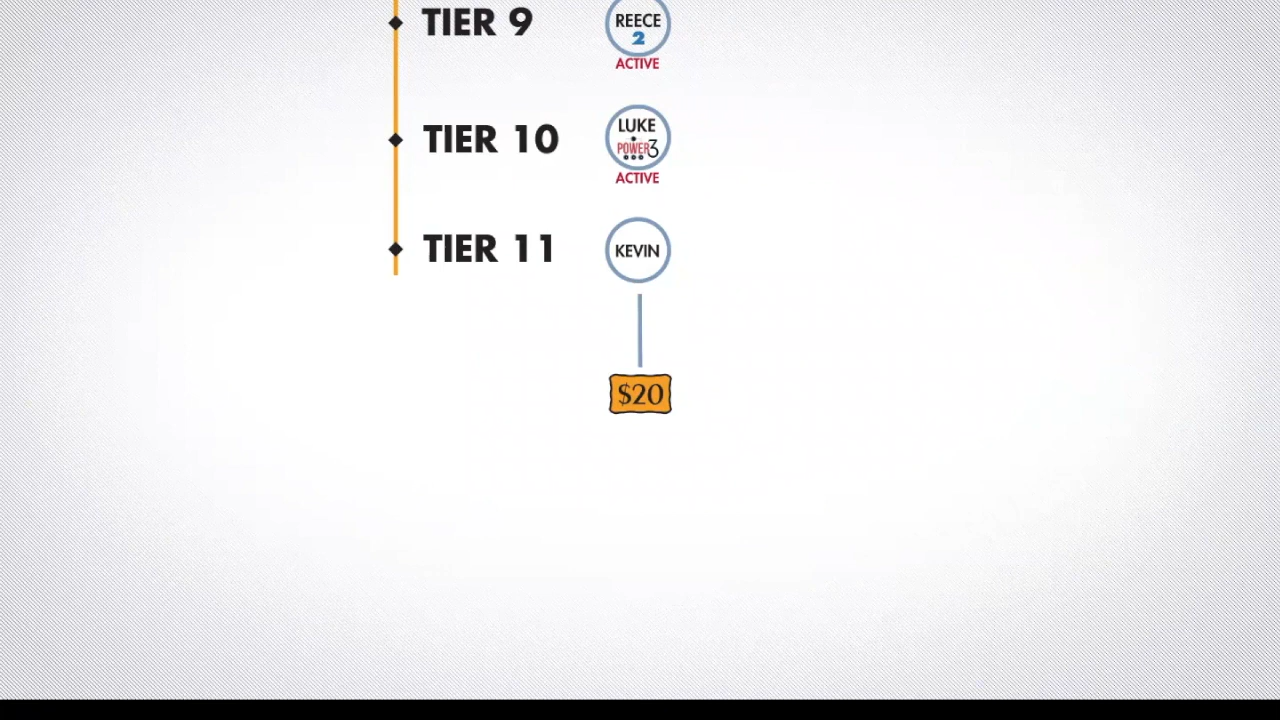 TIER 9
REECE
2
ACTIVE
TIER 10
LUKE
POWER3
ACTIVE
TIER 11
KEVIN
$20